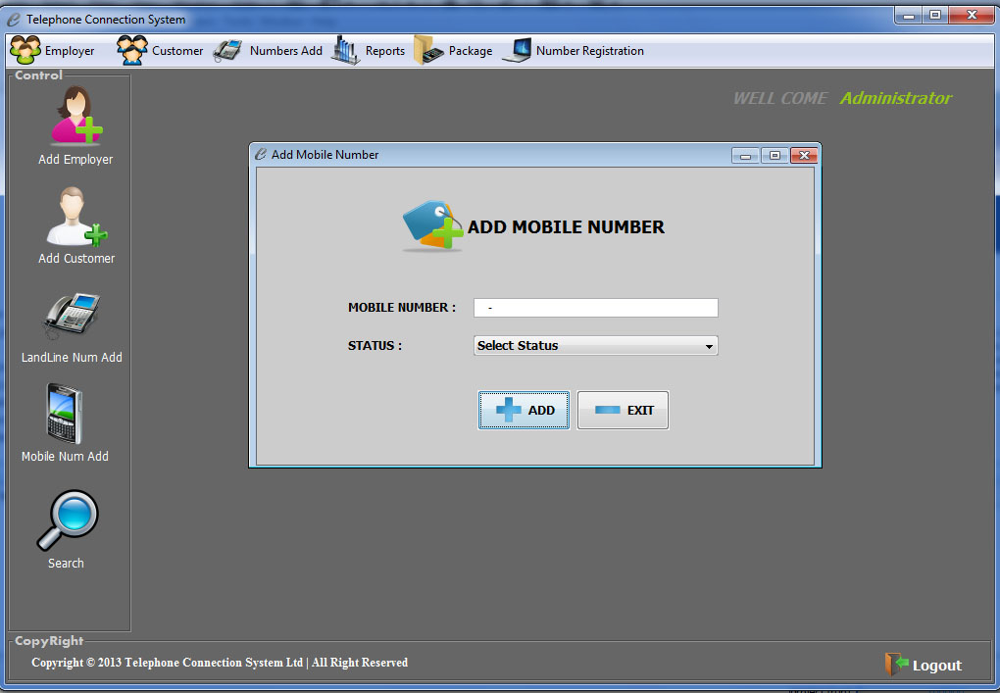 Telephone Connection System
Employer Customer Numbers Add Reports Package Number Registration
Control
WELL COME Administrator
Add Employer
Add Customer
LandLine Num Add
Mobile Num Add
Search
Add Mobile Number
ADD MOBILE NUMBER
MOBILE NUMBER : -
STATUS : Select Status
ADD EXIT
CopyRight
Copyright © 2013 Telephone Connection System Ltd | All Right Reserved
Logout